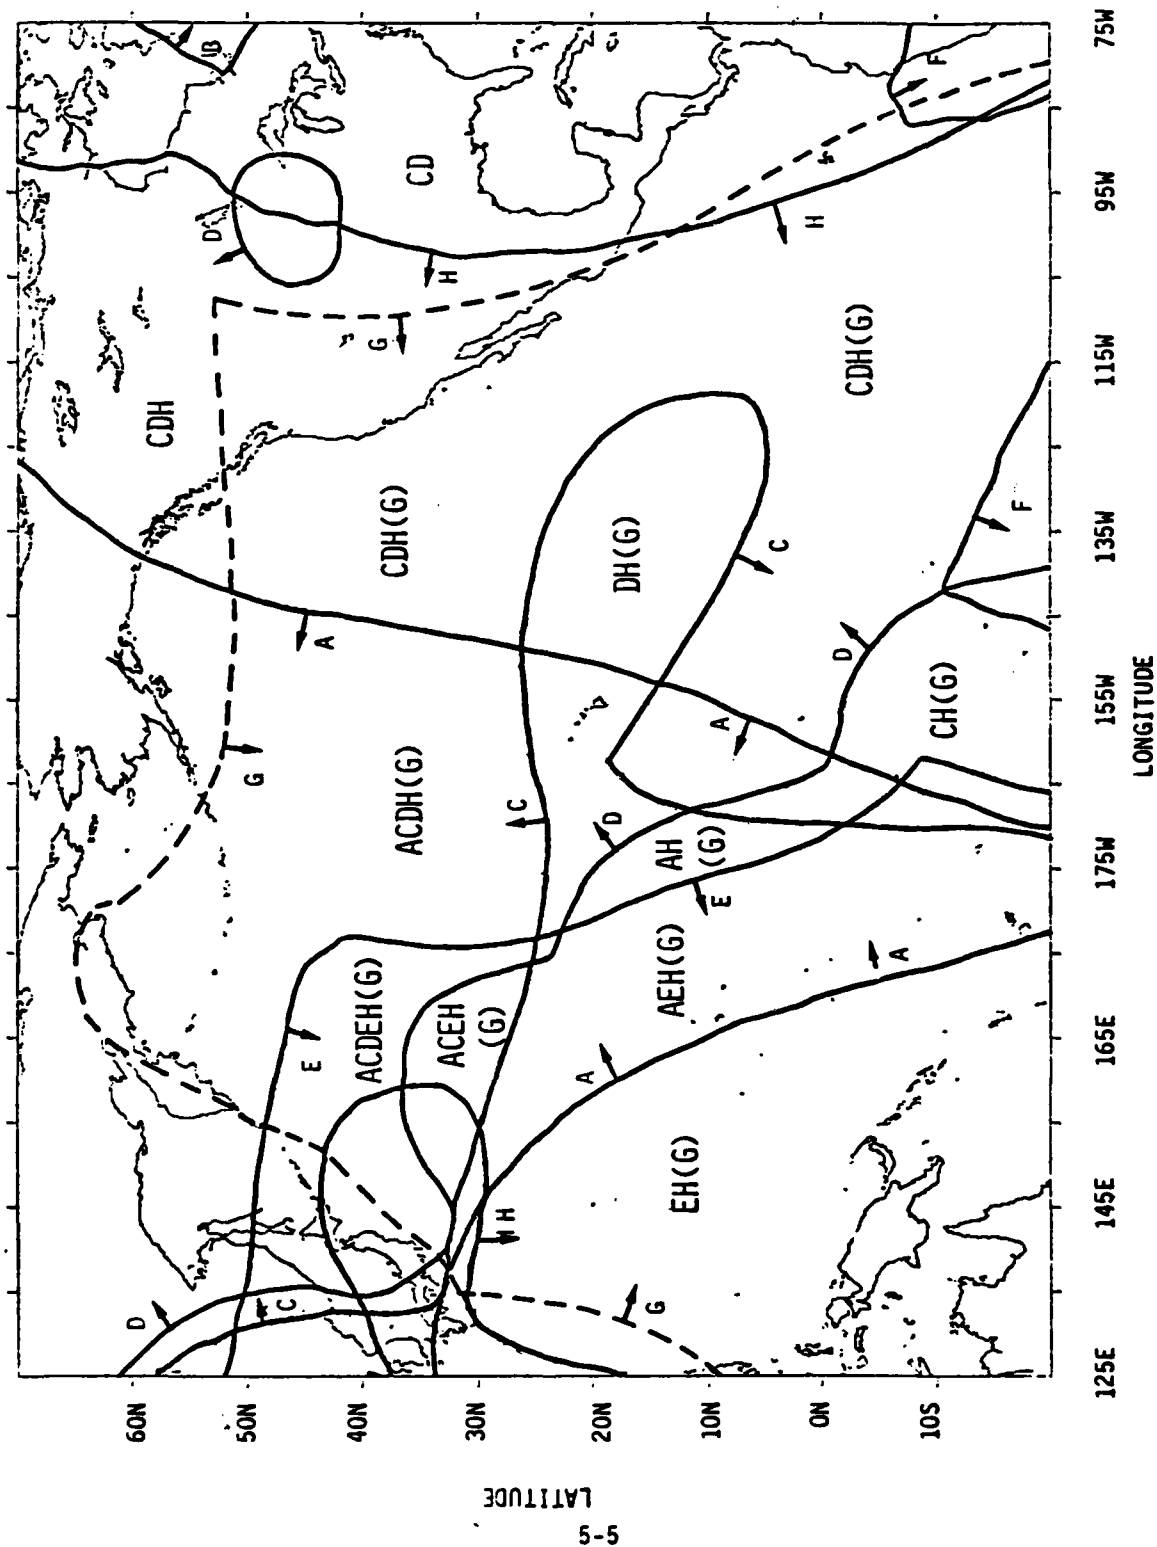 60N
50N
40N
30N
20N
10N
0N
10S
LATITUDE
125E
145E
165E
175W
155W
135W
115W
95W
75W
LONGITUDE
D
C
G
H
EH(G)
E
ACDEH(G)
ACEH
(G)
A
AEH(G)
A
E
AH
(G)
D
C
ACDH(G)
G
A
A
D
CH(G)
F
C
DH(G)
CDH(G)
CDH
CDH(G)
G
H
H
D
CD
F
B
5-5